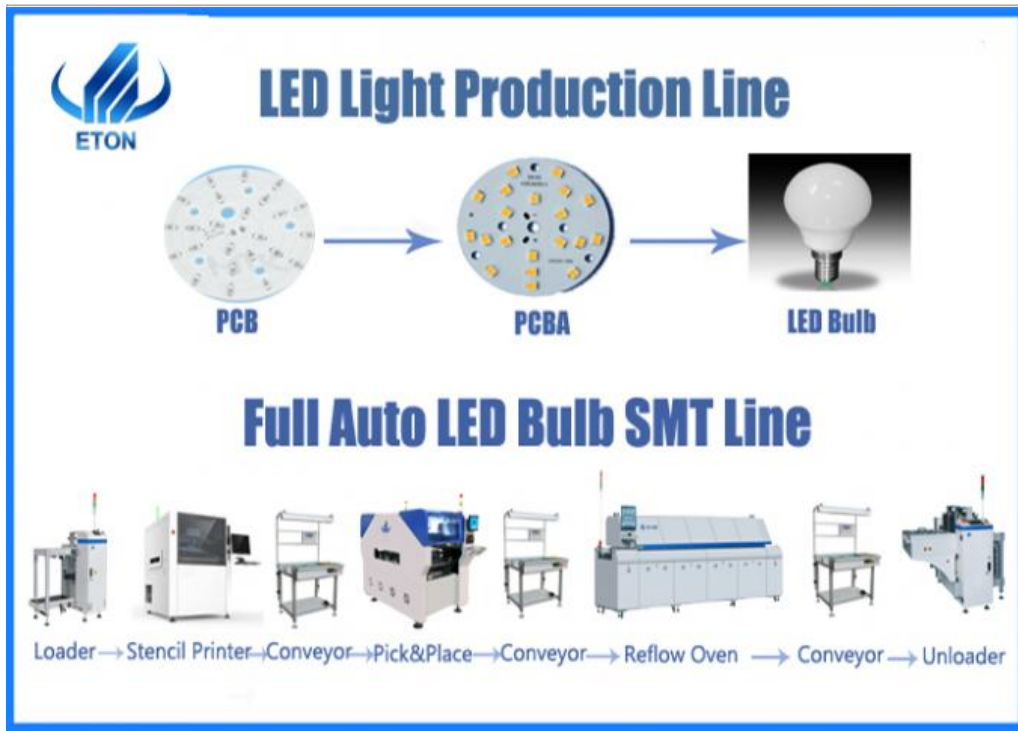 ETON
LED Light Production Line
PCB
PCBA
LED Bulb
Full Auto LED Bulb SMT Line
Loader → Stencil Printer → Conveyor → Pick&Place → Conveyor → Reflow Oven → Conveyor → Unloader